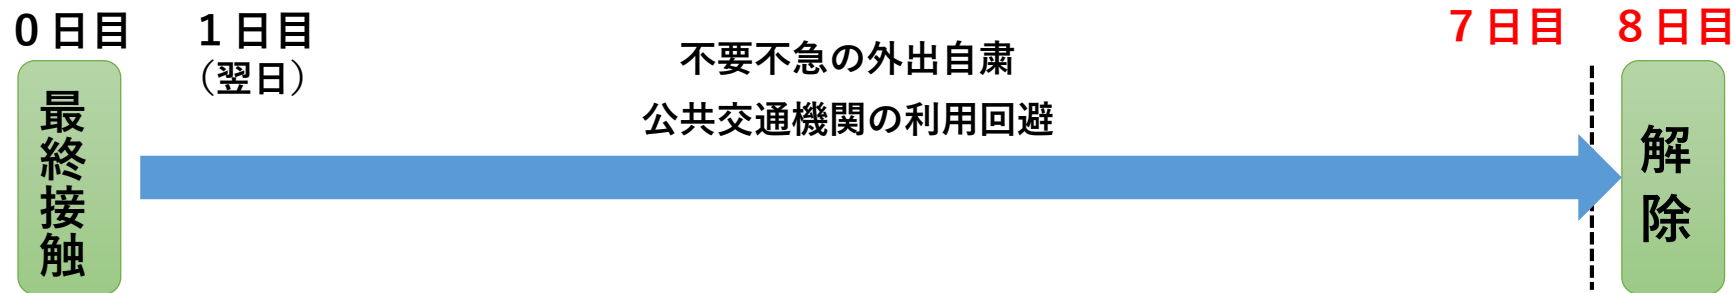 0日目
1日目
（翌日）
不要不急の外出自粛
公共交通機関の利用回避
7日目
8日目
最終接触
解除